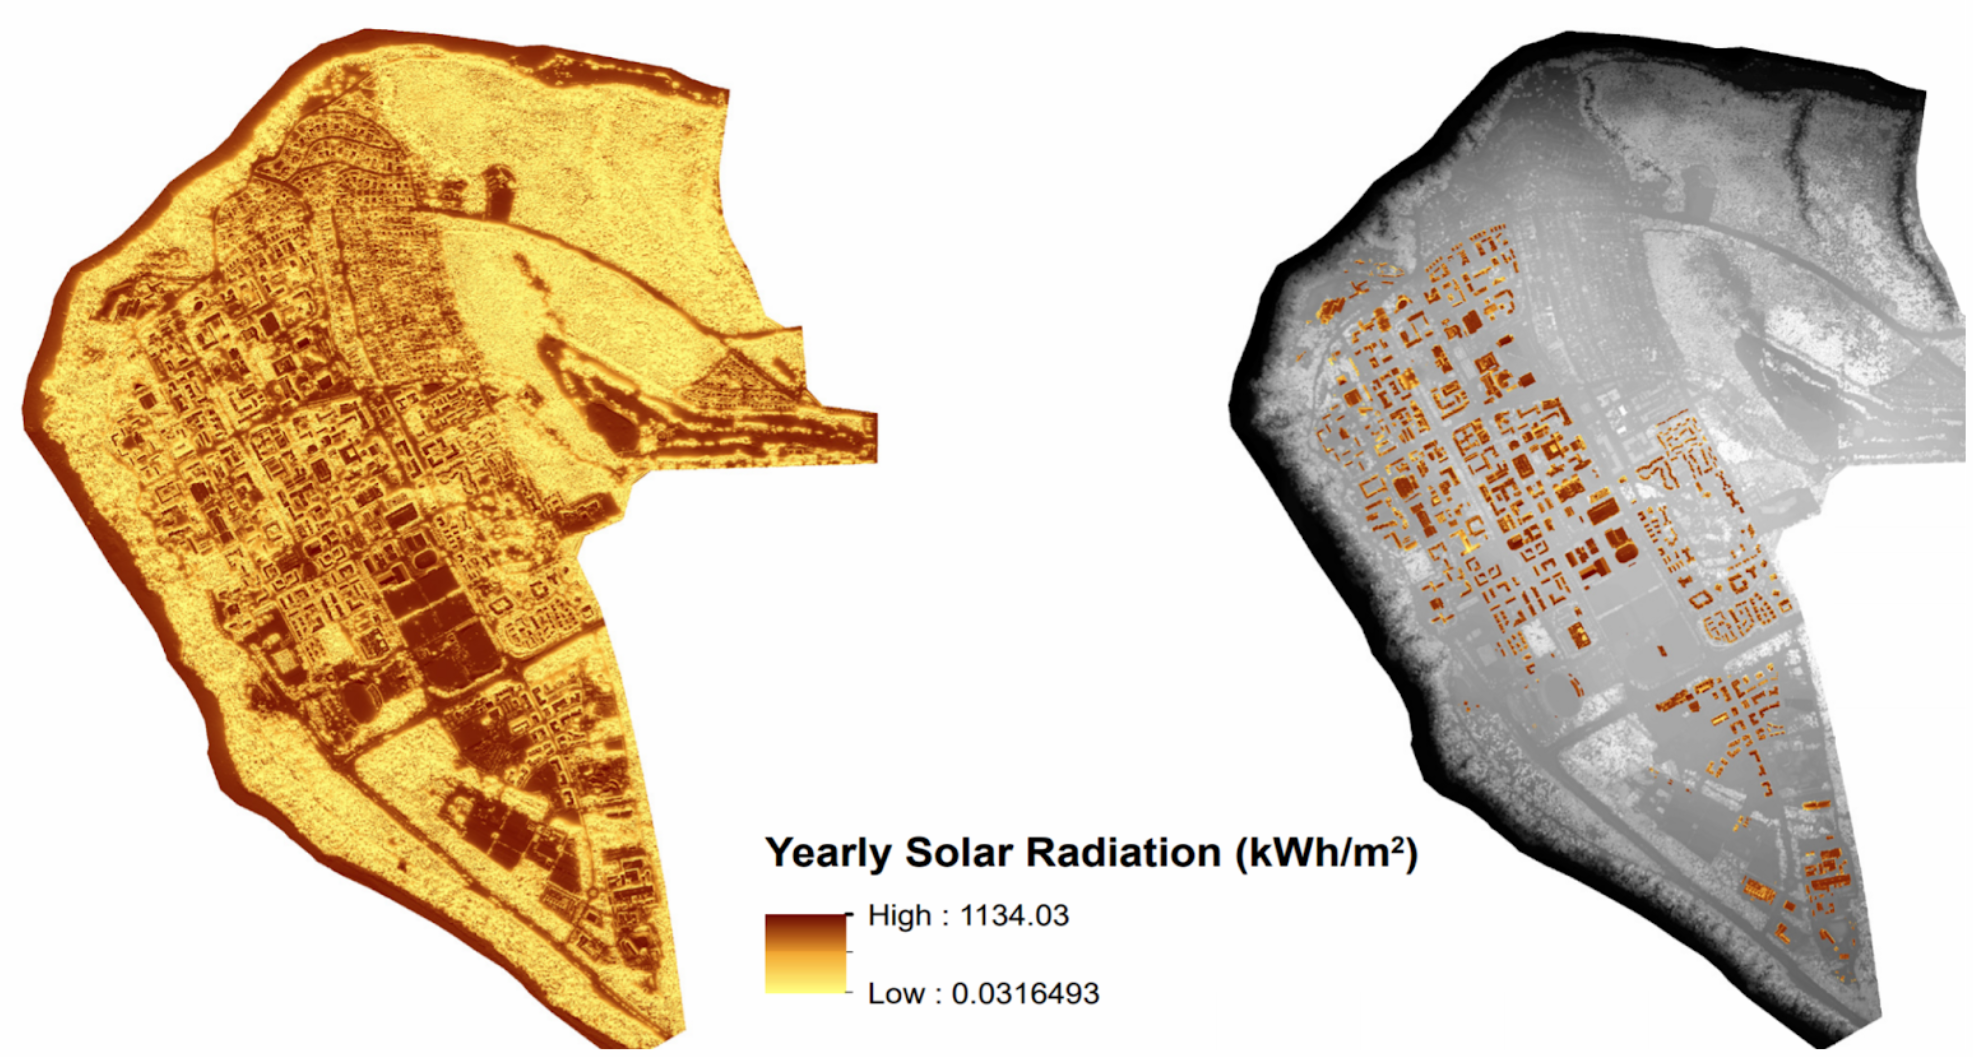 Yearly Solar Radiation (kWh/m²)
High : 1134.03
Low : 0.0316493